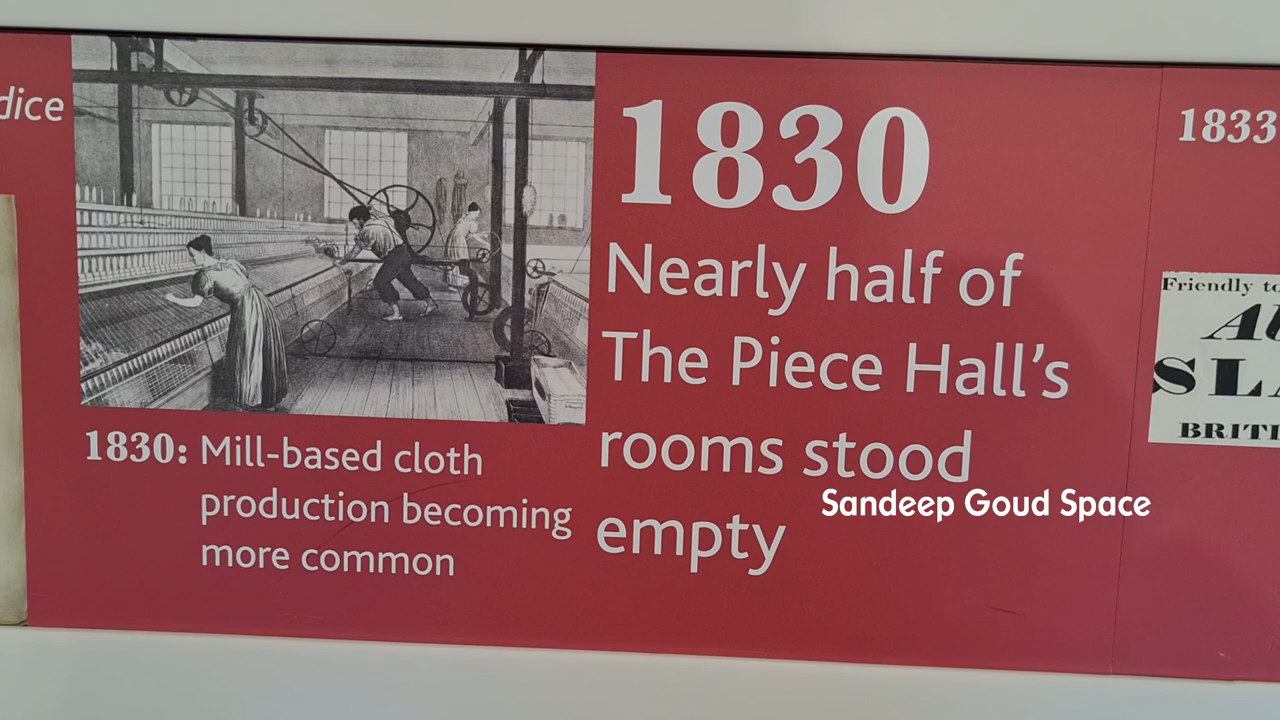 dice
1830: Mill-based cloth
production becoming
more common
1830
Nearly half of
The Piece Hall's
rooms stood
empty
Sandeep Goud Space
1833
Friendly to
SLA